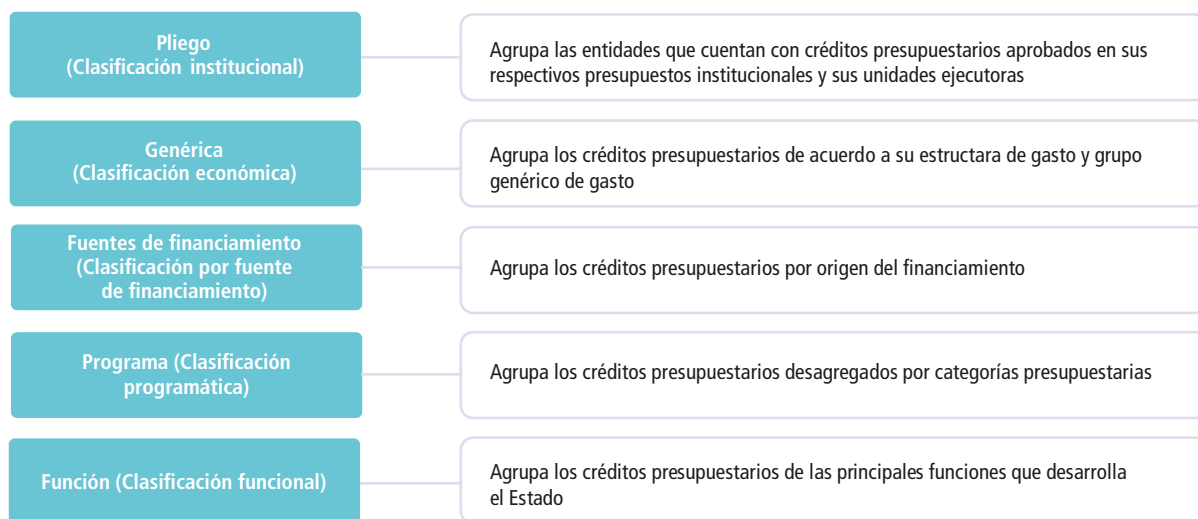 Pliego
(Clasificación institucional)
Agrupa las entidades que cuentan con créditos presupuestarios aprobados en sus
respectivos presupuestos institucionales y sus unidades ejecutoras
Genérica
(Clasificación económica)
Agrupa los créditos presupuestarios de acuerdo a su estructara de gasto y grupo
genérico de gasto
Fuentes de financiamiento
(Clasificación por fuente
de financiamiento)
Agrupa los créditos presupuestarios por origen del financiamiento
Programa (Clasificación
programática)
Agrupa los créditos presupuestarios desagregados por categorías presupuestarias
Función (Clasificación funcional)
Agrupa los créditos presupuestarios de las principales funciones que desarrolla
el Estado